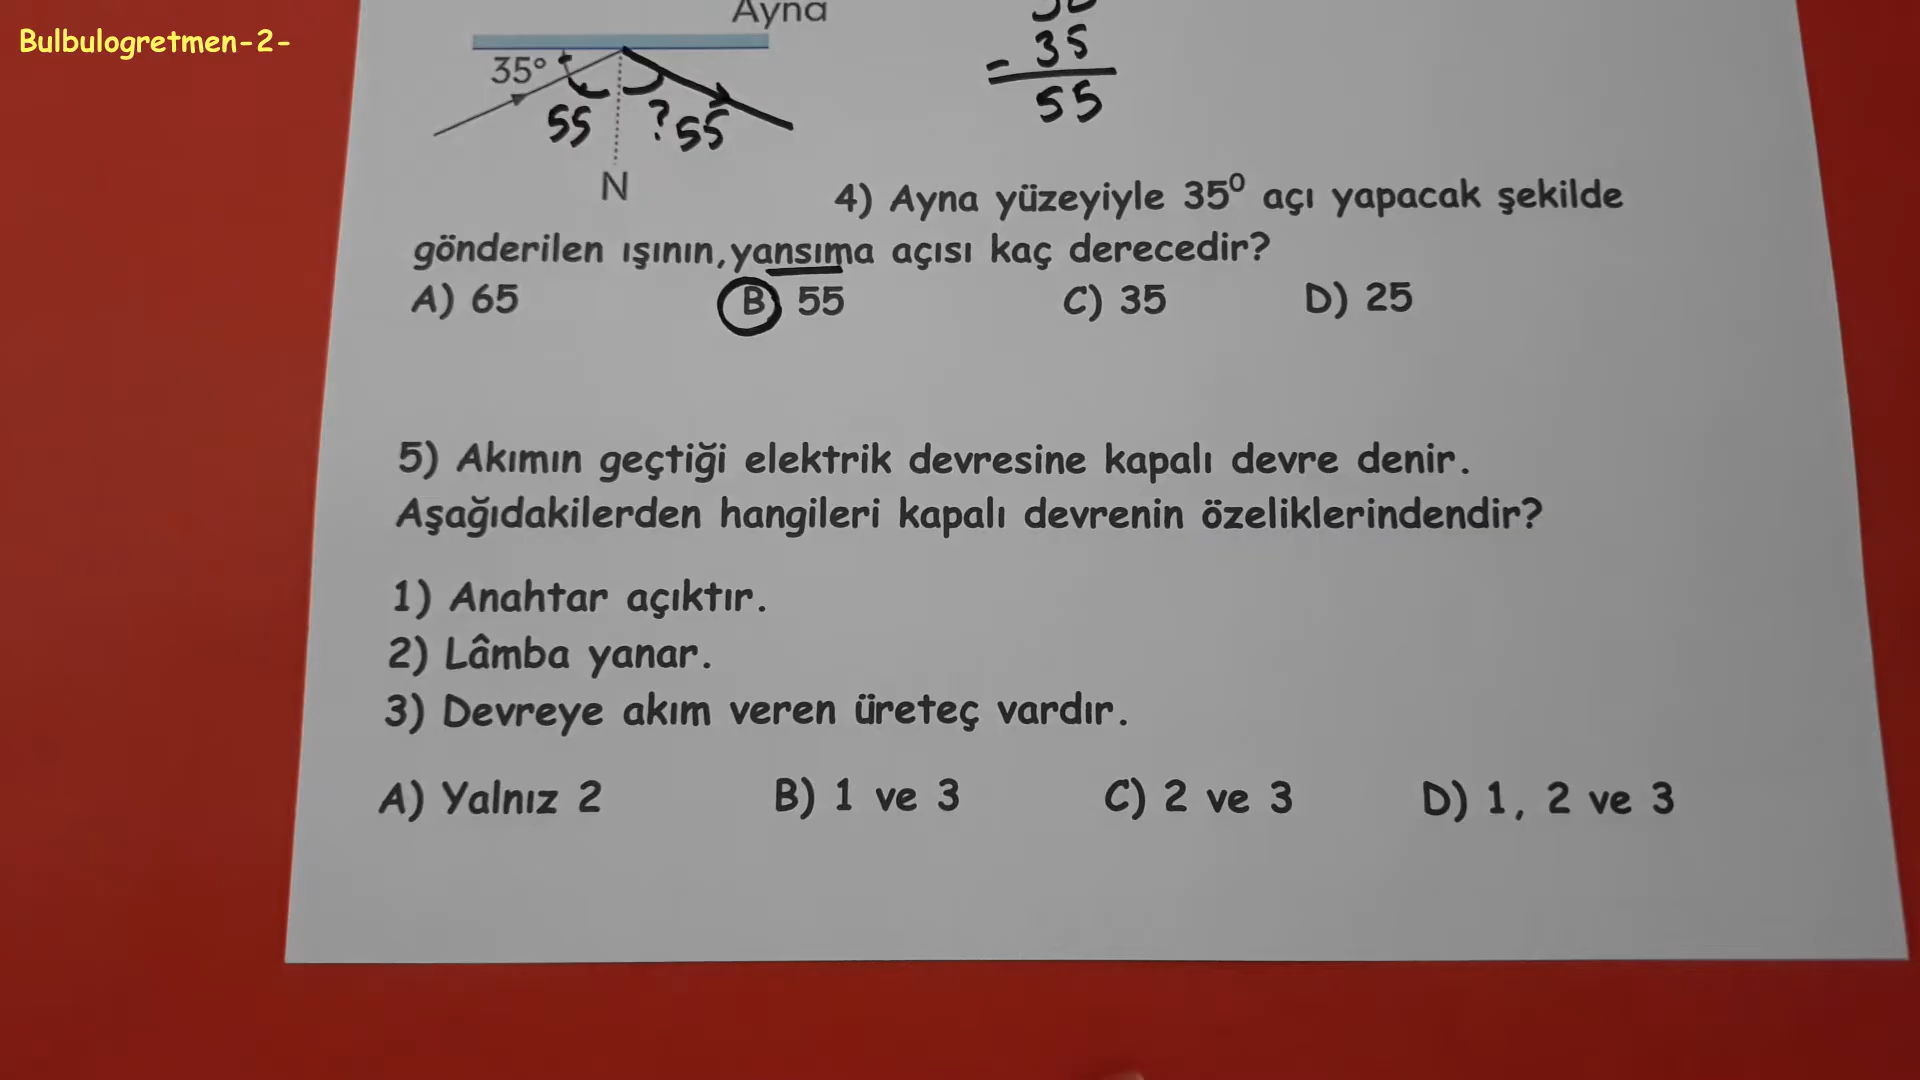 Bulbulogretmen-2-
Ayna
35
- 
55
35°
55
? 55
N
4) Ayna yüzeyiyle 35⁰ açı yapacak şekilde
gönderilen ışının,yansıma açısı kaç derecedir?
A) 65 B) 55 C) 35 D) 25
5) Akımın geçtiği elektrik devresine kapalı devre denir.
Aşağıdakilerden hangileri kapalı devrenin özeliklerindendir?
1) Anahtar açıktır.
2) Lâmba yanar.
3) Devreye akım veren üreteç vardır.
A) Yalnız 2 B) 1 ve 3 C) 2 ve 3 D) 1, 2 ve 3